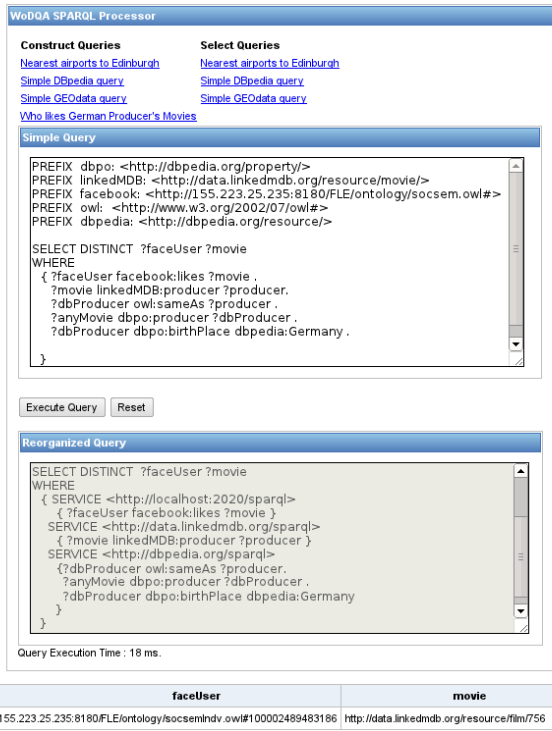 WoDQA SPARQL Processor
Construct Queries Select Queries
Nearest airports to Edinburgh Nearest airports to Edinburgh
Simple DBpedia query Simple DBpedia query
Simple GEOdata query Simple GEOdata query
Who likes German Producer's Movies
Simple Query
PREFIX dbpo: <http://dbpedia.org/property/>
PREFIX linkedMDB: <http://data.linkedmdb.org/resource/movie/>
PREFIX facebook: <http://155.223.25.235:8180/FLE/ontology/socsem.owl#>
PREFIX owl: <http://www.w3.org/2002/07/owl#>
PREFIX dbpedia: <http://dbpedia.org/resource/>
SELECT DISTINCT ?faceUser ?movie
WHERE
{ ?faceUser facebook:likes ?movie .
?movie linkedMDB:producer ?producer.
?dbProducer owl:sameAs ?producer .
?anyMovie dbpo:producer ?dbProducer .
?dbProducer dbpo:birthPlace dbpedia:Germany .
}
Execute Query Reset
Reorganized Query
SELECT DISTINCT ?faceUser ?movie
WHERE
{ SERVICE <http://localhost:2020/sparql>
{ ?faceUser facebook:likes ?movie }
SERVICE <http://data.linkedmdb.org/sparql>
{ ?movie linkedMDB:producer ?producer }
SERVICE <http://dbpedia.org/sparql>
{?dbProducer owl:sameAs ?producer.
?anyMovie dbpo:producer ?dbProducer .
?dbProducer dbpo:birthPlace dbpedia:Germany
}
}
Query Execution Time : 18 ms.
faceUser movie
155.223.25.235:8180/FLE/ontology/socsemIndv.owl#100002489483186 http://data.linkedmdb.org/resource/film/756